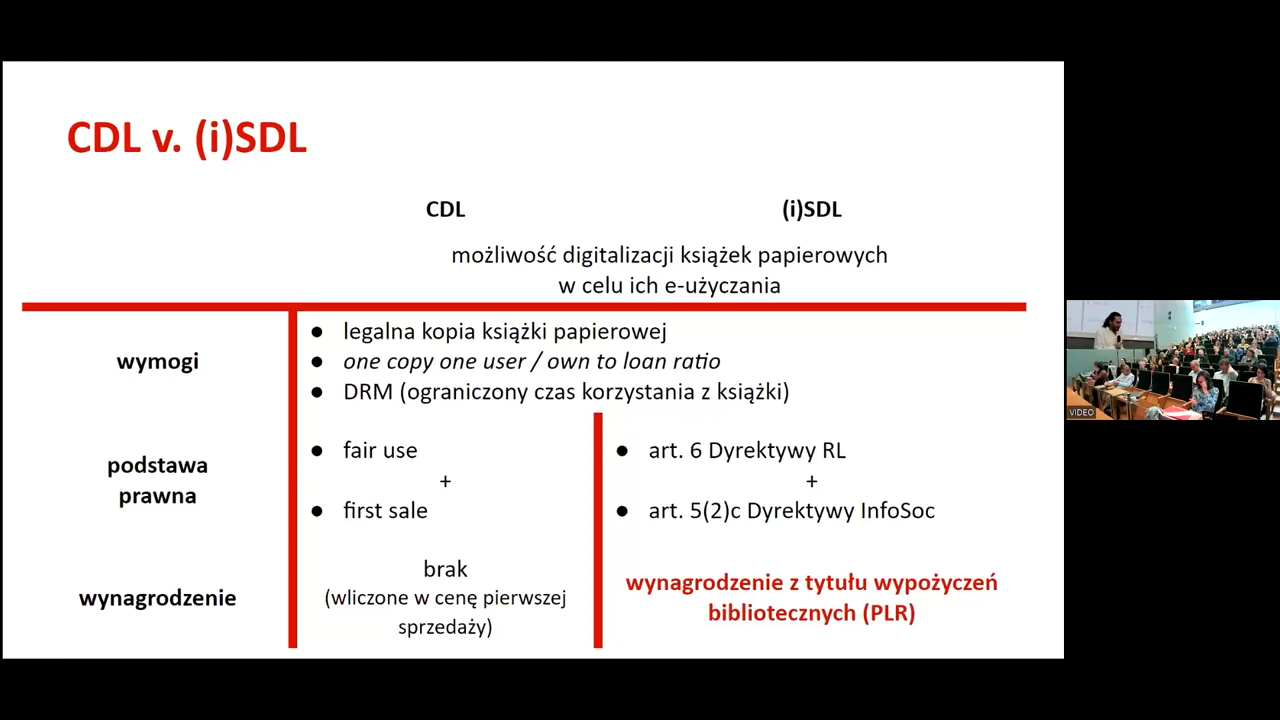 CDL v. (i)SDL
CDL
(i)SDL
możliwość digitalizacji książek papierowych
w celu ich e-użyczania
wymogi
● legalna kopia książki papierowej
● one copy one user / own to loan ratio
● DRM (ograniczony czas korzystania z książki)
podstawa
prawna
● fair use
+
● first sale
● art. 6 Dyrektywy RL
+
● art. 5(2)c Dyrektywy InfoSoc
wynagrodzenie
brak
(wliczone w cenę pierwszej
sprzedaży)
wynagrodzenie z tytułu wypożyczeń
bibliotecznych (PLR)
VIDEO